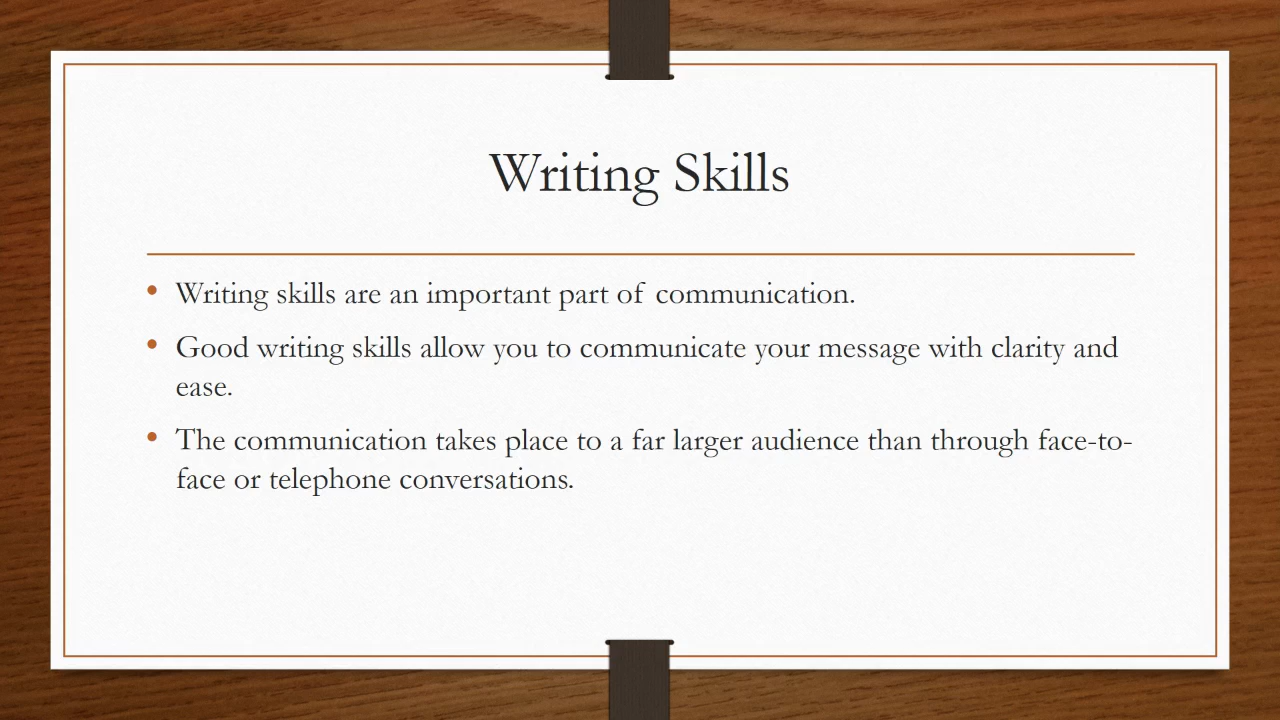 Writing Skills
• Writing skills are an important part of communication.
• Good writing skills allow you to communicate your message with clarity and
ease.
• The communication takes place to a far larger audience than through face-to-
face or telephone conversations.